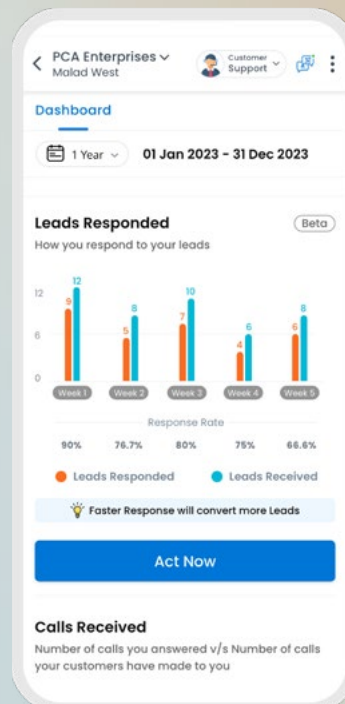 PCA Enterprises
Malad West
Customer
Support
Dashboard
1 Year
01 Jan 2023 - 31 Dec 2023
Leads Responded
Beta
How you respond to your leads
12
6
0
9
12
5
8
7
10
4
6
6
8
Week 1
Week 2
Week 3
Week 4
Week 5
Response Rate
90%
76.7%
80%
75%
66.6%
Leads Responded
Leads Received
Faster Response will convert more Leads
Act Now
Calls Received
Number of calls you answered v/s Number of calls
your customers have made to you